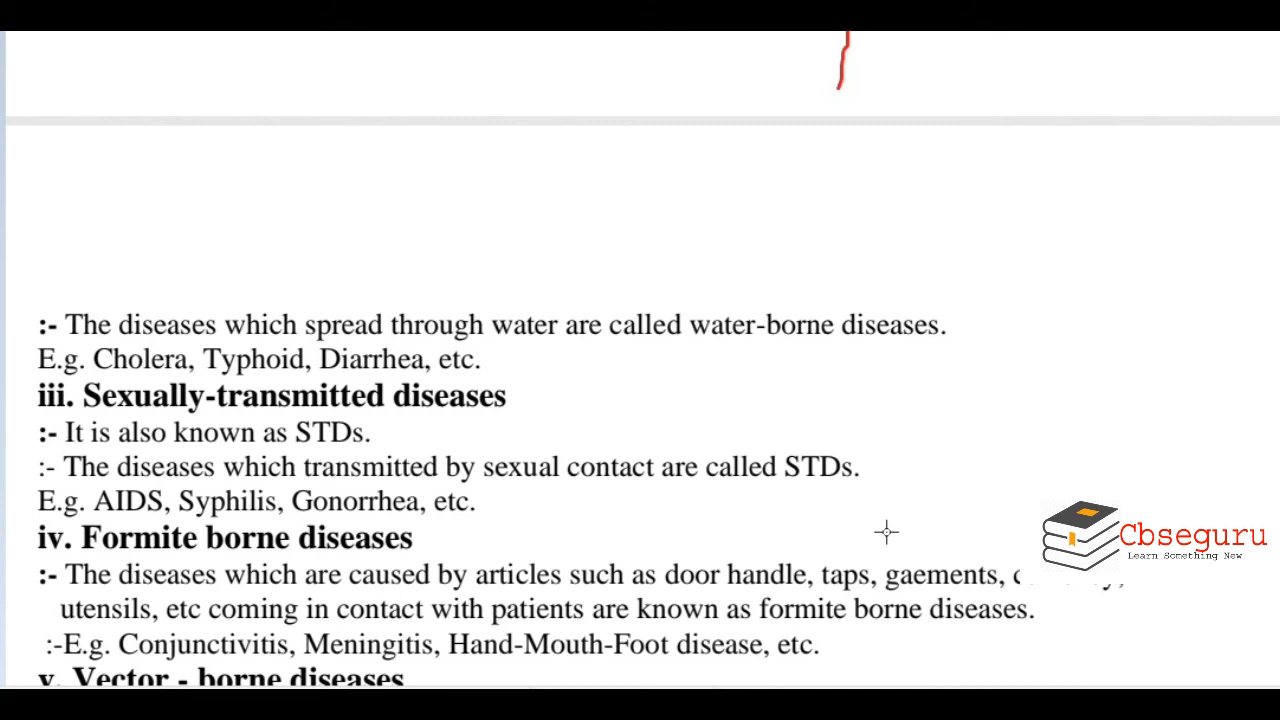 :- The diseases which spread through water are called water-borne diseases.
E.g. Cholera, Typhoid, Diarrhea, etc.
iii. Sexually-transmitted diseases
:- It is also known as STDs.
:- The diseases which transmitted by sexual contact are called STDs.
E.g. AIDS, Syphilis, Gonorrhea, etc.
iv. Formite borne diseases
:- The diseases which are caused by articles such as door handle, taps, gaements,
utensils, etc coming in contact with patients are known as formite borne diseases.
:-E.g. Conjunctivitis, Meningitis, Hand-Mouth-Foot disease, etc.
v. Vector - borne diseases
Cbseguru
Learn Something New